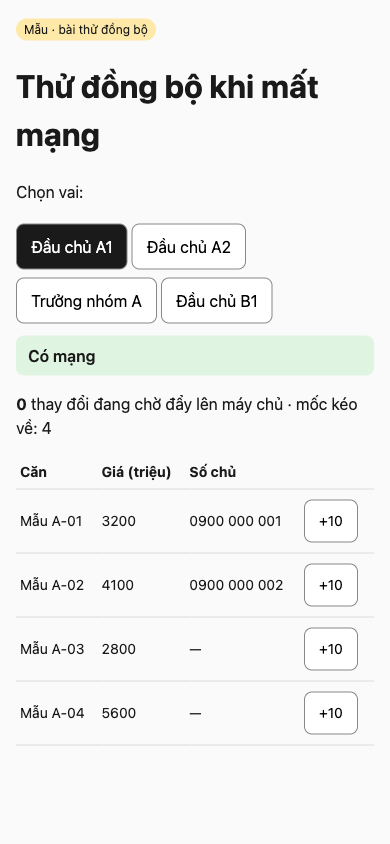 Mẫu · bài thử đồng bộ
Thử đồng bộ khi mất
mạng
Chọn vai:
Đầu chủ A1 Đầu chủ A2
Trưởng nhóm A Đầu chủ B1
Có mạng
0 thay đổi đang chờ đẩy lên máy chủ · mốc kéo
về: 4
Căn Giá (triệu) Số chủ
Mẫu A-01 3200 0900 000 001 +10
Mẫu A-02 4100 0900 000 002 +10
Mẫu A-03 2800 — +10
Mẫu A-04 5600 — +10